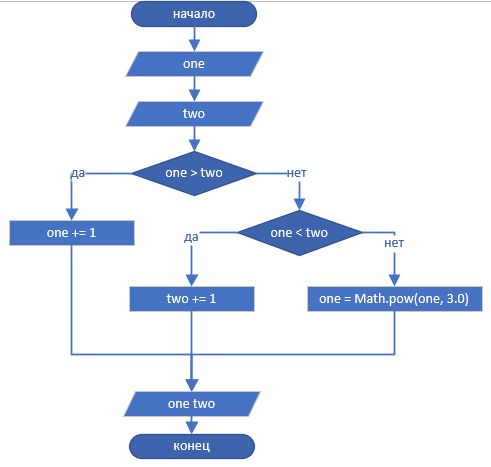 начало
one
two
one > two
да
нет
one += 1
one < two
да
нет
two += 1
one = Math.pow(one, 3.0)
one two
конец